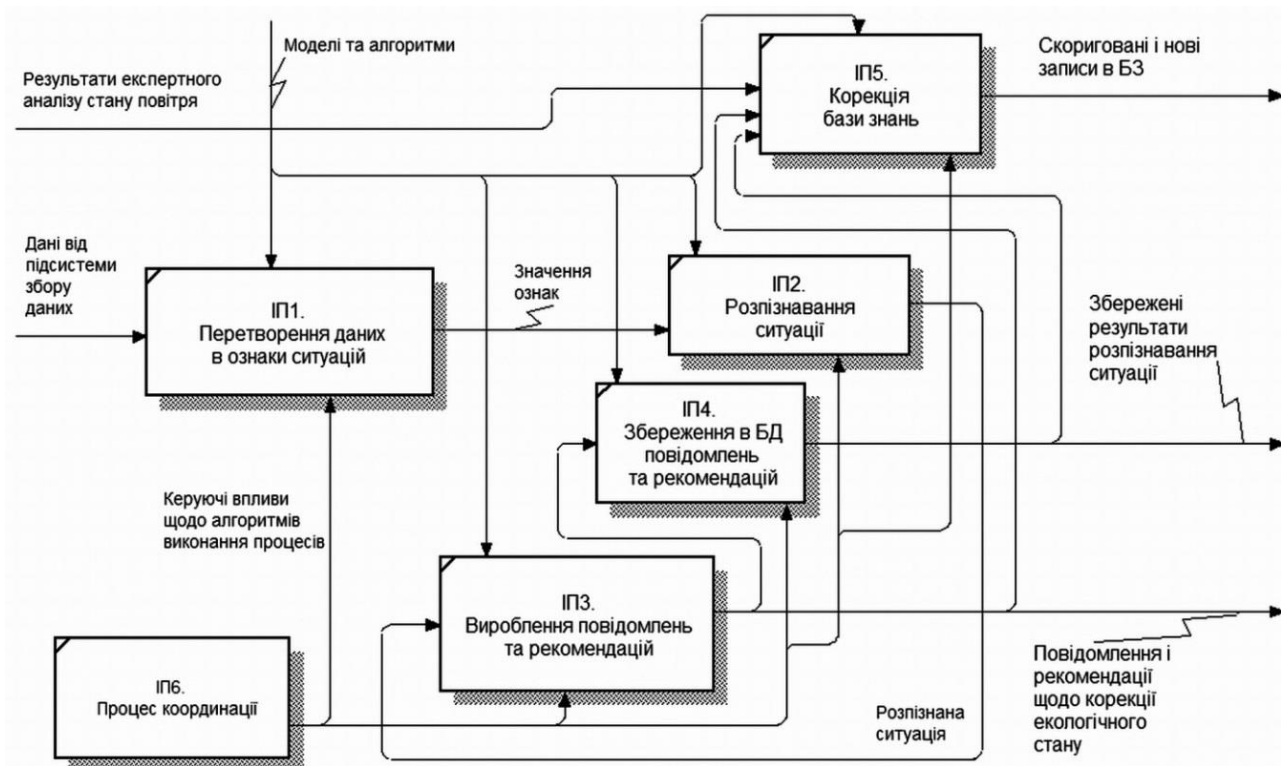 Моделі та алгоритми
Результати експертного
аналізу стану повітря
ІП5.
Корекція
бази знань
Скориговані і нові
записи в БЗ
Дані від
підсистеми
збору
даних
ІП1.
Перетворення даних
в ознаки ситуацій
Значення
ознак
ІП2.
Розпізнавання
ситуації
Збережені
результати
розпізнавання
ситуації
ІП4.
Збереження в БД
повідомлень
та рекомендацій
Керуючі впливи
щодо алгоритмів
виконання процесів
ІП3.
Вироблення повідомлень
та рекомендацій
ІП6.
Процес координації
Розпізнана
ситуація
Повідомлення і
рекомендації
щодо корекції
екологічного
стану